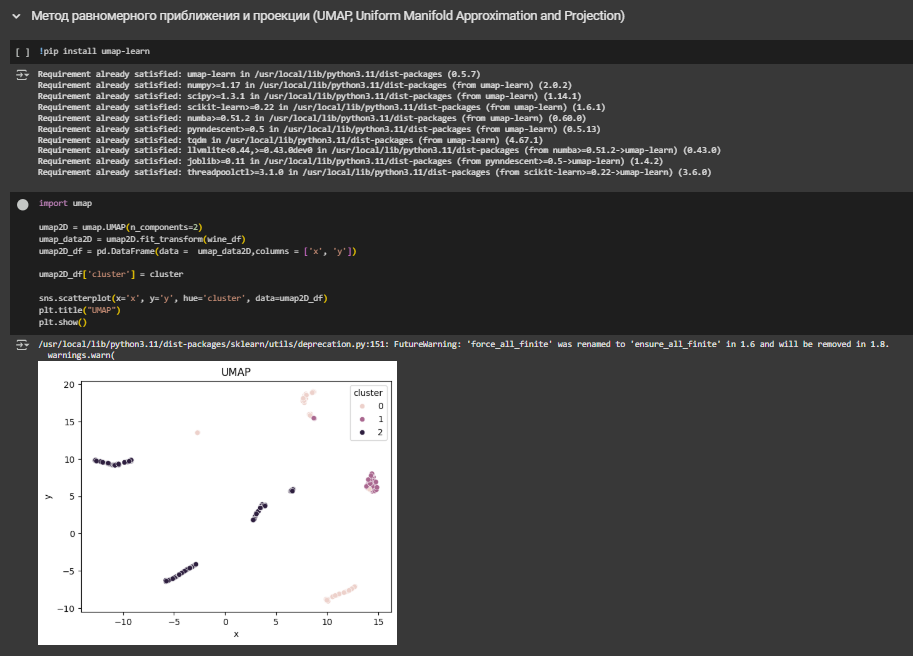 Метод равномерного приближения и проекции (UMAP, Uniform Manifold Approximation and Projection)
[ ] !pip install umap-learn
Requirement already satisfied: umap-learn in /usr/local/lib/python3.11/dist-packages (0.5.7)
Requirement already satisfied: numpy>=1.17 in /usr/local/lib/python3.11/dist-packages (from umap-learn) (2.0.2)
Requirement already satisfied: scipy>=1.3.1 in /usr/local/lib/python3.11/dist-packages (from umap-learn) (1.14.1)
Requirement already satisfied: scikit-learn>=0.22 in /usr/local/lib/python3.11/dist-packages (from umap-learn) (1.6.1)
Requirement already satisfied: numba>=0.51.2 in /usr/local/lib/python3.11/dist-packages (from umap-learn) (0.60.0)
Requirement already satisfied: pynndescent>=0.5 in /usr/local/lib/python3.11/dist-packages (from umap-learn) (0.5.13)
Requirement already satisfied: tqdm in /usr/local/lib/python3.11/dist-packages (from umap-learn) (4.67.1)
Requirement already satisfied: llvmlite<0.44,>=0.43.0dev0 in /usr/local/lib/python3.11/dist-packages (from numba>=0.51.2->umap-learn) (0.43.0)
Requirement already satisfied: joblib>=0.11 in /usr/local/lib/python3.11/dist-packages (from pynndescent>=0.5->umap-learn) (1.4.2)
Requirement already satisfied: threadpoolctl>=3.1.0 in /usr/local/lib/python3.11/dist-packages (from scikit-learn>=0.22->umap-learn) (3.6.0)
import umap
umap2D = umap.UMAP(n_components=2)
umap_data2D = umap2D.fit_transform(wine_df)
umap2D_df = pd.DataFrame(data =  umap_data2D,columns = ['x', 'y'])
umap2D_df['cluster'] = cluster
sns.scatterplot(x='x', y='y', hue='cluster', data=umap2D_df)
plt.title("UMAP")
plt.show()
/usr/local/lib/python3.11/dist-packages/sklearn/utils/deprecation.py:151: FutureWarning: 'force_all_finite' was renamed to 'ensure_all_finite' in 1.6 and will be removed in 1.8.
warnings.warn(
UMAP
cluster
0
1
2
20
15
10
5
0
−5
−10
y
−10 −5 0 5 10 15
x